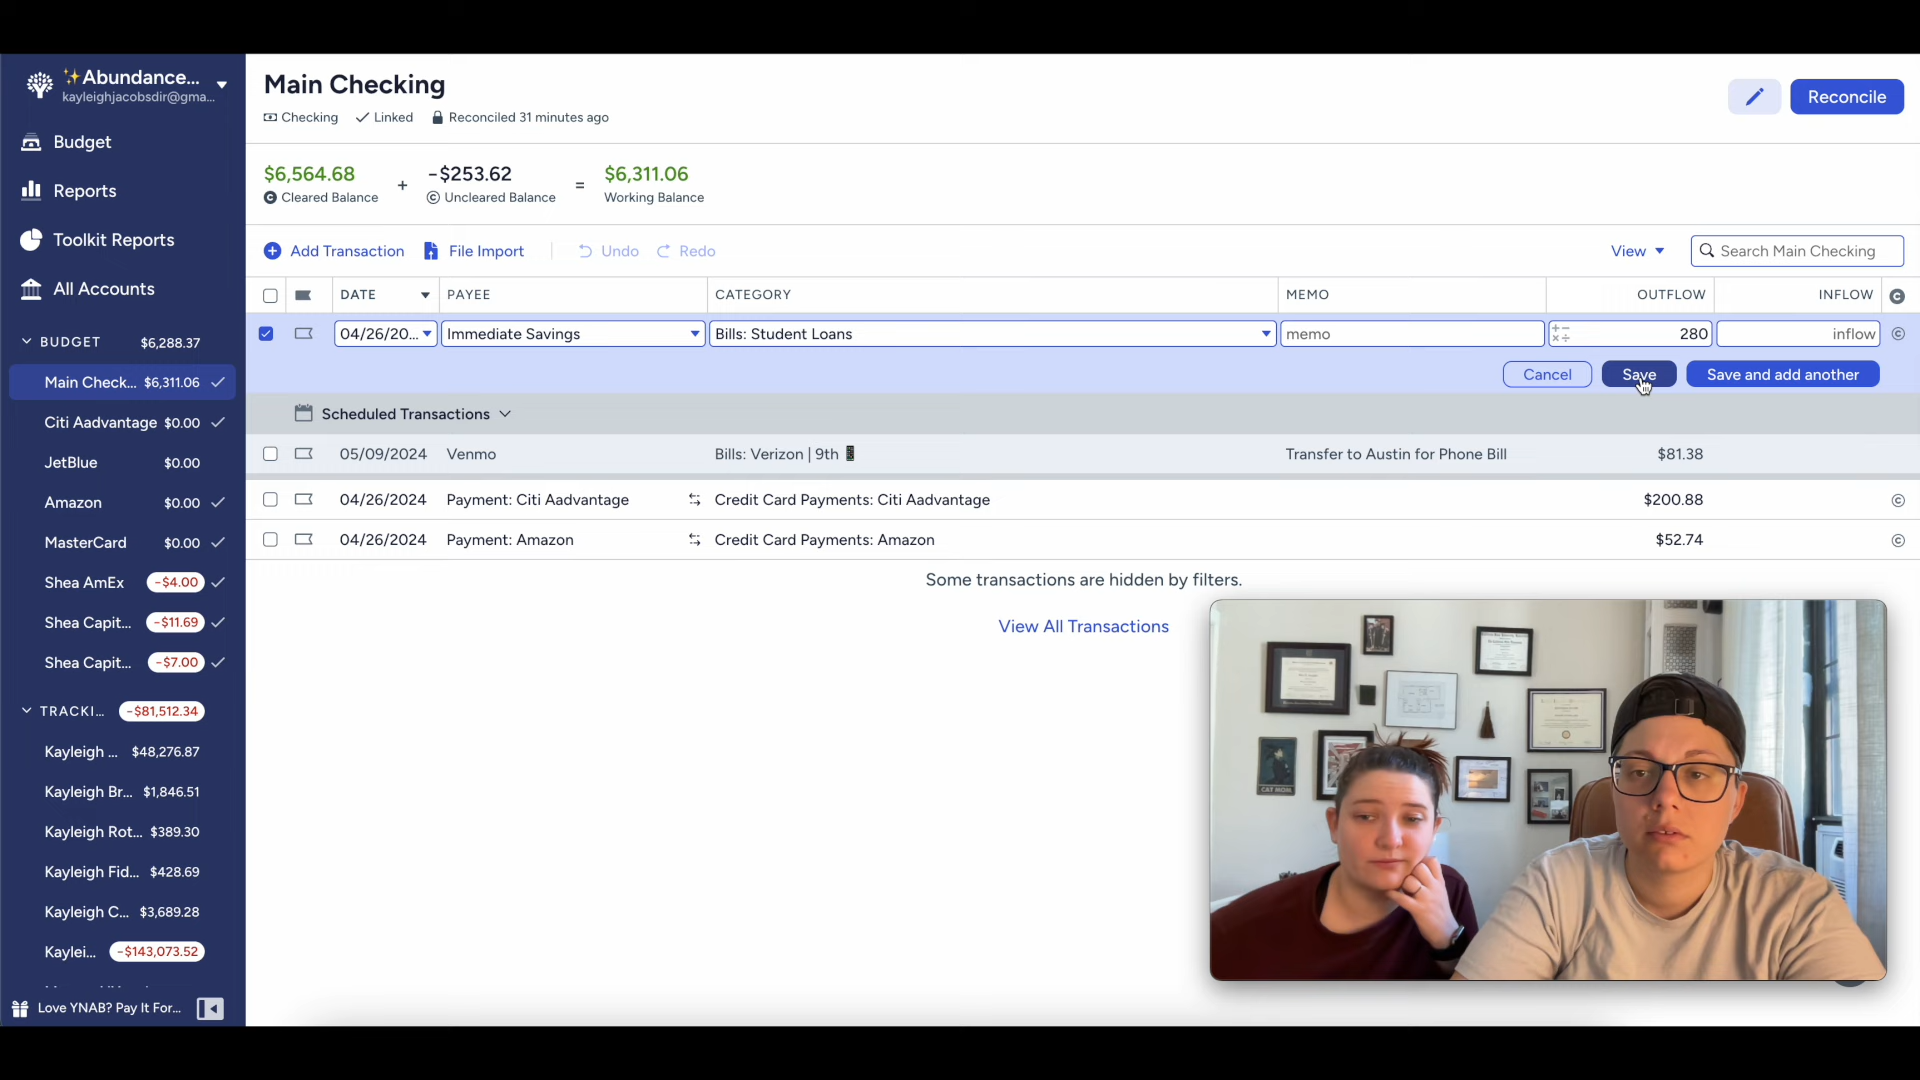 ✨Abundance...
kayleighjacobsdir@gma...
Budget
Reports
Toolkit Reports
All Accounts
BUDGET $6,288.37
Main Check... $6,311.06
Citi Aadvantage $0.00
JetBlue $0.00
Amazon $0.00
MasterCard $0.00
Shea AmEx -$4.00
Shea Capit... -$11.69
Shea Capit... -$7.00
TRACKI... -$81,512.34
Kayleigh ... $48,276.87
Kayleigh Br... $1,846.51
Kayleigh Rot... $389.30
Kayleigh Fid... $428.69
Kayleigh C... $3,689.28
Kaylei... -$143,073.52
Love YNAB? Pay It For...
Main Checking
Checking Linked Reconciled 31 minutes ago
Reconcile
$6,564.68 + -$253.62 = $6,311.06
Cleared Balance Uncleared Balance Working Balance
Add Transaction File Import Undo Redo View Search Main Checking
DATE PAYEE CATEGORY MEMO OUTFLOW INFLOW
04/26/20... Immediate Savings Bills: Student Loans memo 280 inflow
Cancel Save Save and add another
Scheduled Transactions
05/09/2024 Venmo Bills: Verizon | 9th Transfer to Austin for Phone Bill $81.38
04/26/2024 Payment: Citi Aadvantage Credit Card Payments: Citi Aadvantage $200.88
04/26/2024 Payment: Amazon Credit Card Payments: Amazon $52.74
Some transactions are hidden by filters.
View All Transactions
CAT MOM